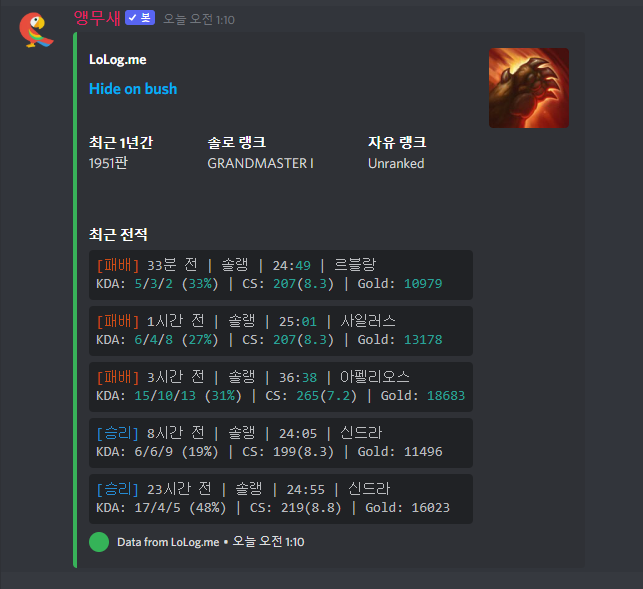 앵무새 ✓ 봇 오늘 오전 1:10
LoLog.me
Hide on bush
최근 1년간 솔로 랭크 자유 랭크
1951판 GRANDMASTER I Unranked
최근 전적
[패배] 33분 전 | 솔랭 | 24:49 | 르블랑
KDA: 5/3/2 (33%) | CS: 207(8.3) | Gold: 10979
[패배] 1시간 전 | 솔랭 | 25:01 | 사일러스
KDA: 6/4/8 (27%) | CS: 207(8.3) | Gold: 13178
[패배] 3시간 전 | 솔랭 | 36:38 | 아펠리오스
KDA: 15/10/13 (31%) | CS: 265(7.2) | Gold: 18683
[승리] 8시간 전 | 솔랭 | 24:05 | 신드라
KDA: 6/6/9 (19%) | CS: 199(8.3) | Gold: 11496
[승리] 23시간 전 | 솔랭 | 24:55 | 신드라
KDA: 17/4/5 (48%) | CS: 219(8.8) | Gold: 16023
Data from LoLog.me • 오늘 오전 1:10